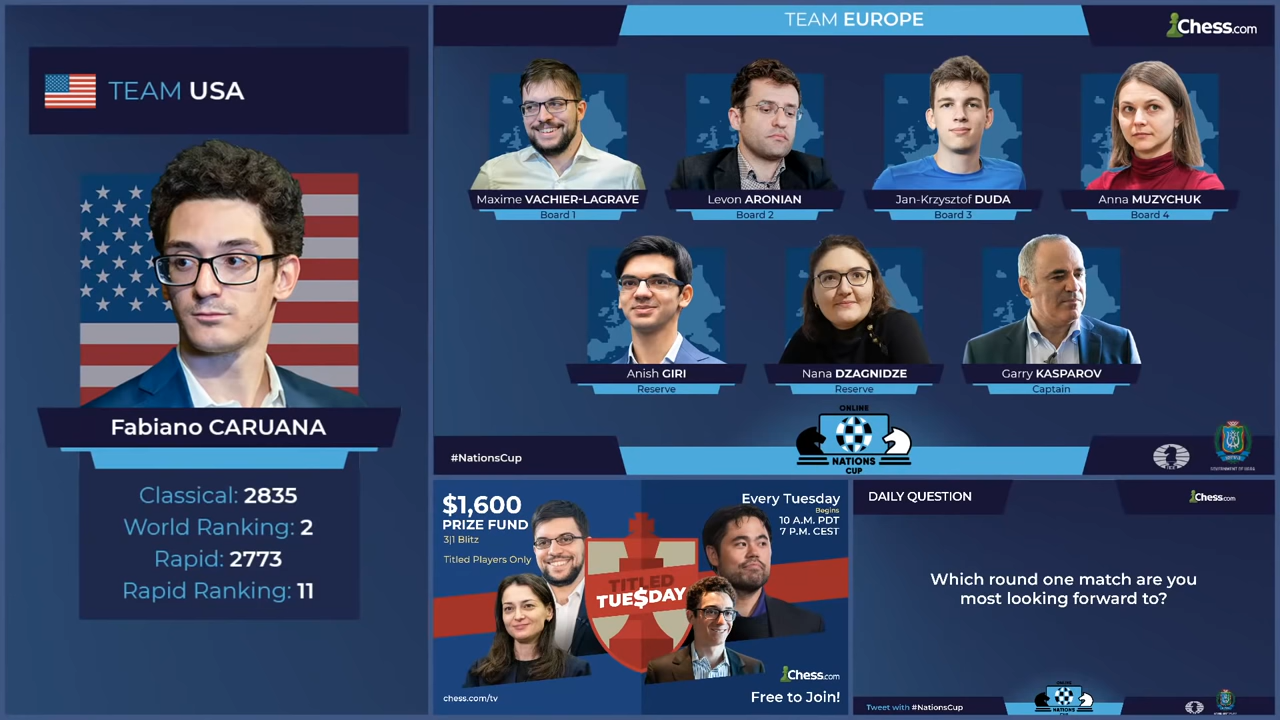 TEAM USA
Fabiano CARUANA
Classical: 2835
World Ranking: 2
Rapid: 2773
Rapid Ranking: 11
TEAM EUROPE
Chess.com
Maxime VACHIER-LAGRAVE
Board 1
Levon ARONIAN
Board 2
Jan-Krzysztof DUDA
Board 3
Anna MUZYCHUK
Board 4
Anish GIRI
Reserve
Nana DZAGNIDZE
Reserve
Garry KASPAROV
Captain
#NationsCup
ONLINE
NATIONS
CUP
$1,600
PRIZE FUND
3|1 Blitz
Titled Players Only
Every Tuesday
Begins
10 A.M. PDT
7 P.M. CEST
TITLED
TUE$DAY
chess.com/tv
Chess.com
Free to Join!
DAILY QUESTION
Chess.com
Which round one match are you
most looking forward to?
Tweet with #NationsCup
ONLINE
NATIONS
CUP